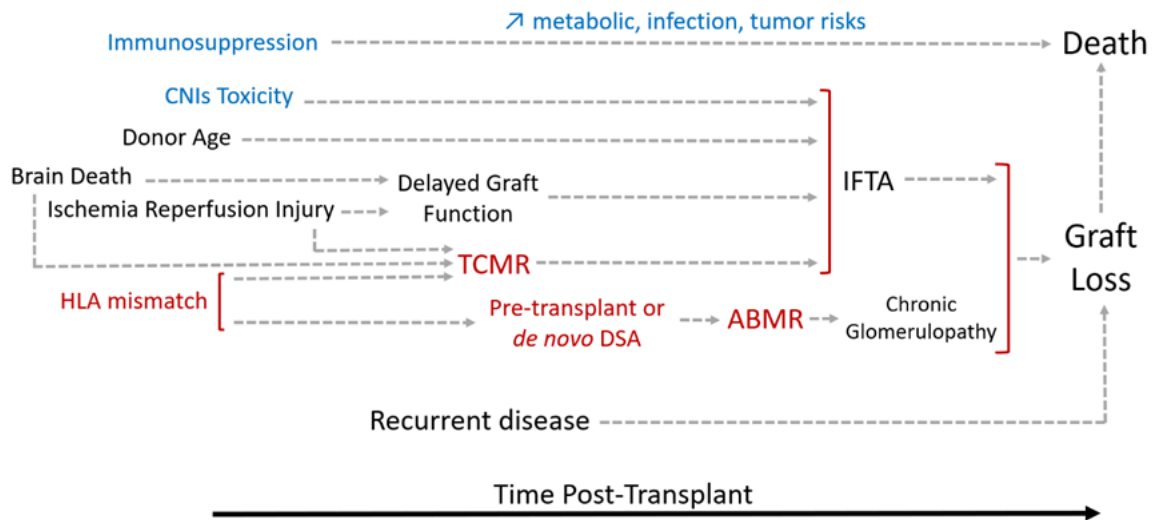 ↗ metabolic, infection, tumor risks
Immunosuppression
Death
CNIs Toxicity
Donor Age
Brain Death
Delayed Graft
Function
IFTA
Ischemia Reperfusion Injury
Graft
Loss
TCMR
HLA mismatch
Pre-transplant or
de novo DSA
ABMR
Chronic
Glomerulopathy
Recurrent disease
Time Post-Transplant